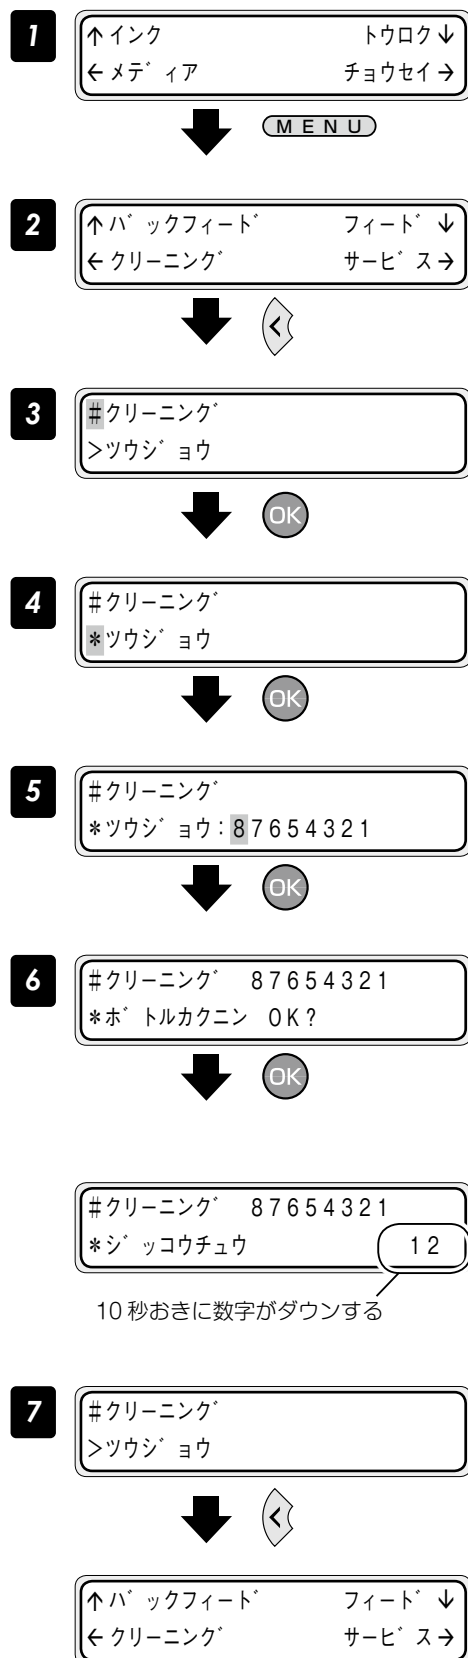 1
↑インク トウロク↓
←メディア チョウセイ→
MENU
2
↑バックフィード フィード↓
←クリーニング サービス→
<
3
#クリーニング
>ツウジョウ
OK
4
#クリーニング
*ツウジョウ
OK
5
#クリーニング
*ツウジョウ:87654321
OK
6
#クリーニング 87654321
*ボトルカクニン OK?
OK
#クリーニング 87654321
*ジッコウチュウ 12
10秒おきに数字がダウンする
7
#クリーニング
>ツウジョウ
<
↑バックフィード フィード↓
←クリーニング サービス→